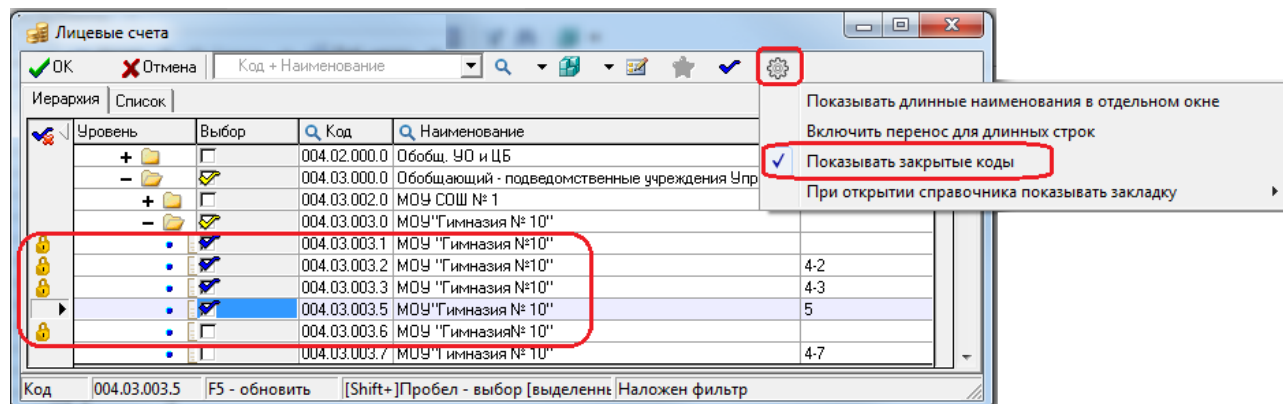 Лицевые счета
OK Отмена Код + Наименование
Иерархия Список
Уровень Выбор Код Наименование
004.02.000.0 Обобщ. УО и ЦБ
004.03.000.0 Обобщающий - подведомственные учреждения Упр
004.03.002.0 МОУ СОШ № 1
004.03.003.0 МОУ"Гимназия № 10"
004.03.003.1 МОУ "Гимназия №10"
004.03.003.2 МОУ "Гимназия №10" 4-2
004.03.003.3 МОУ "Гимназия №10" 4-3
004.03.003.5 МОУ"Гимназия № 10" 5
004.03.003.6 МОУ "Гимназия№ 10"
004.03.003.7 МОУ"Гимназия № 10" 4-7
Код 004.03.003.5 F5 - обновить [Shift+]Пробел - выбор [выделенны Наложен фильтр
Показывать длинные наименования в отдельном окне
Включить перенос для длинных строк
Показывать закрытые коды
При открытии справочника показывать закладку